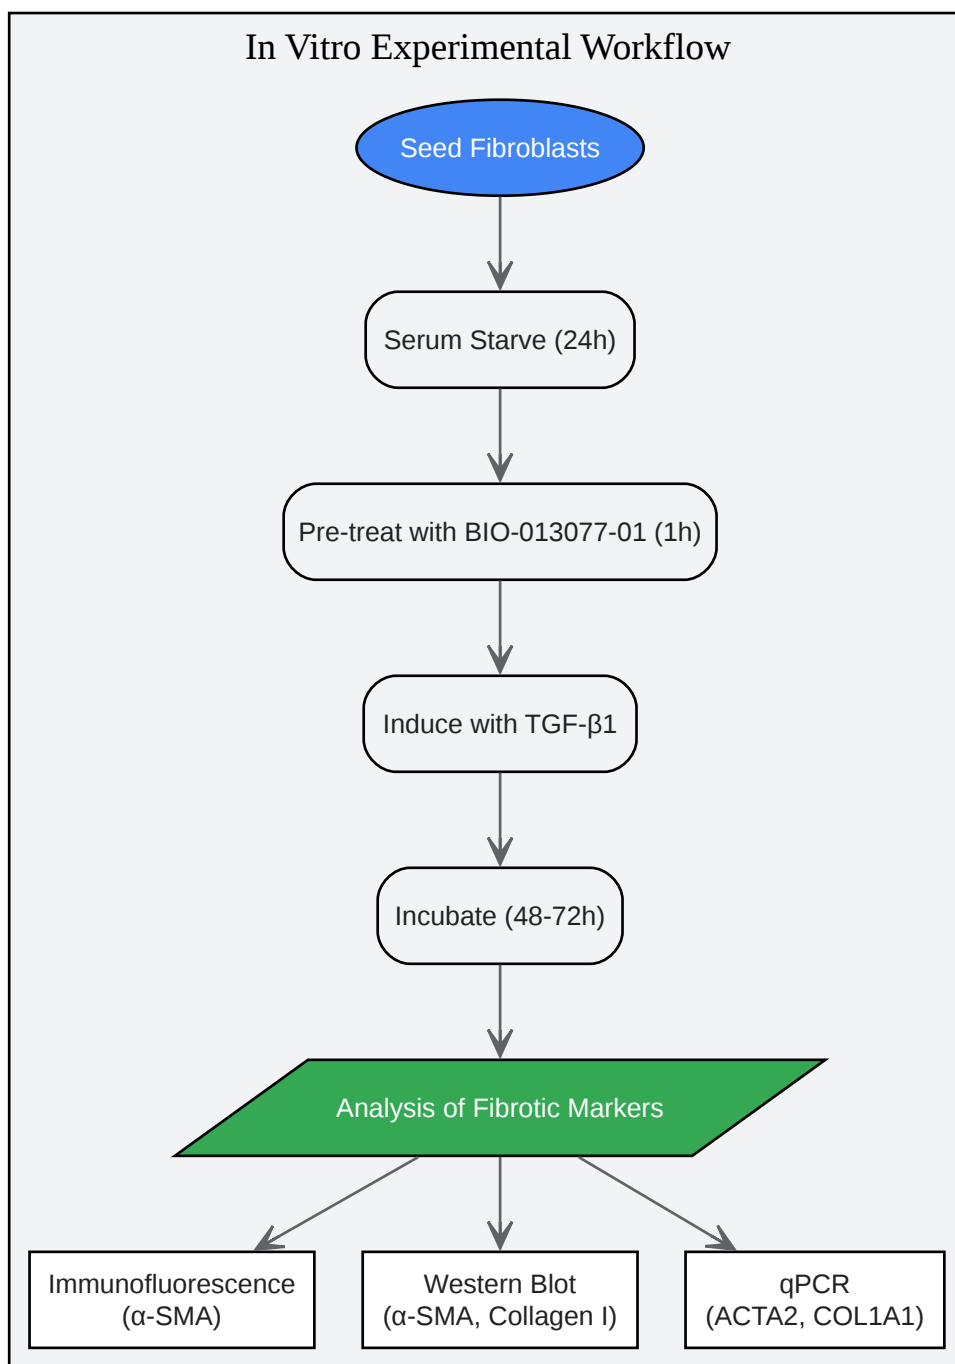 In Vitro Experimental Workflow
Seed Fibroblasts
Serum Starve (24h)
Pre-treat with BIO-013077-01 (1h)
Induce with TGF-β1
Incubate (48-72h)
Analysis of Fibrotic Markers
Immunofluorescence
(α-SMA)
Western Blot
(α-SMA, Collagen I)
qPCR
(ACTA2, COL1A1)